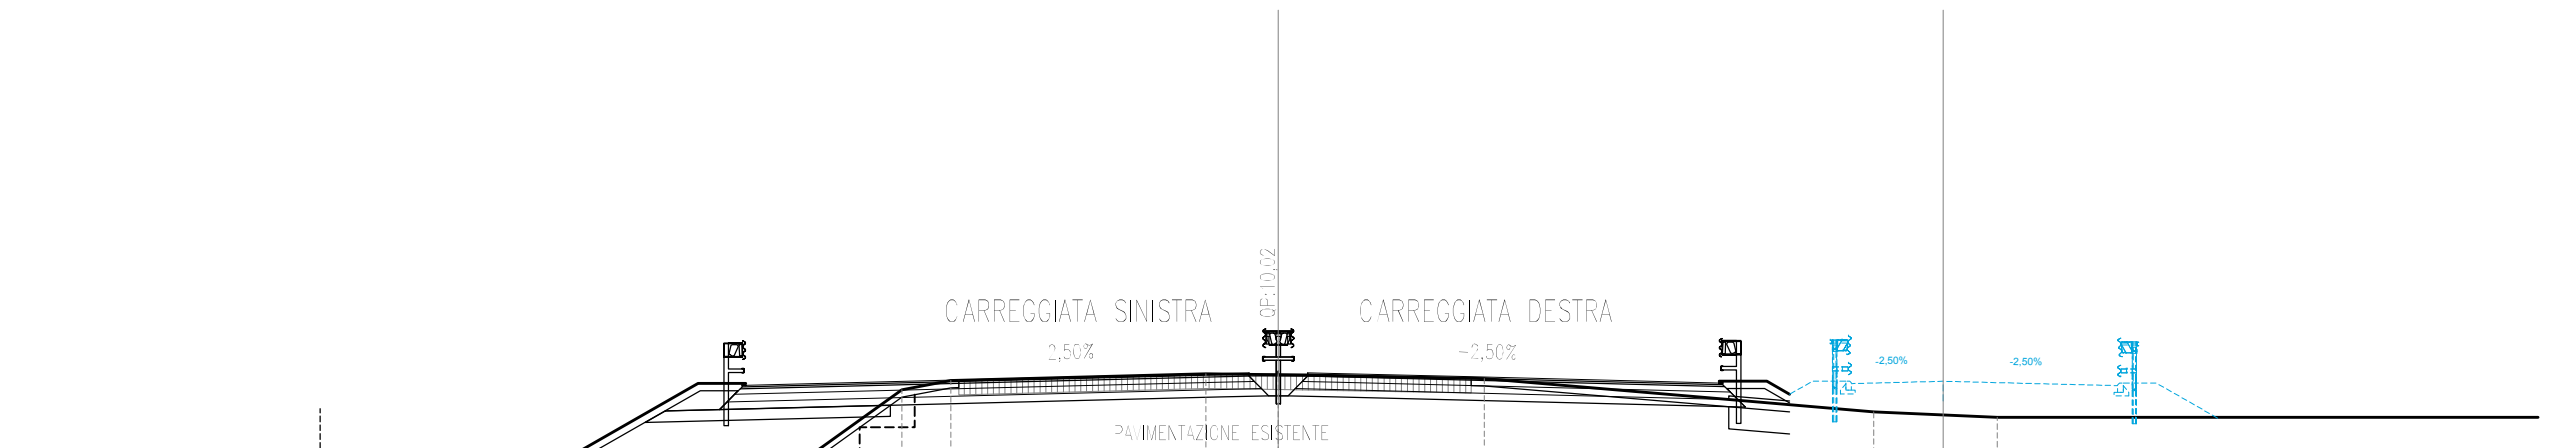 QP:10,02
CARREGGIATA SINISTRA
CARREGGIATA DESTRA
2,50%
-2,50%
-2,50%
-2,50%
PAVIMENTAZIONE ESISTENTE